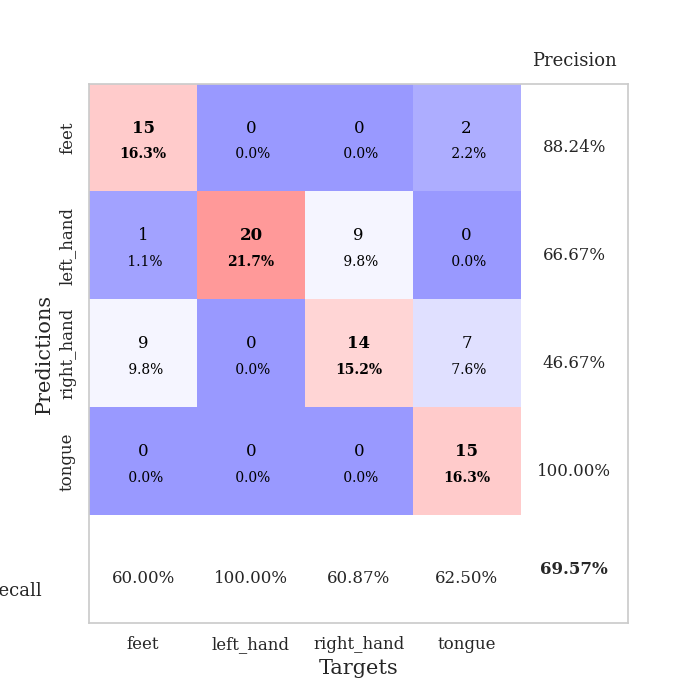 Precision
feet 15 0 0 2 88.24%
16.3% 0.0% 0.0% 2.2%
left_hand 1 20 9 0 66.67%
1.1% 21.7% 9.8% 0.0%
Predictions
right_hand 9 0 14 7 46.67%
9.8% 0.0% 15.2% 7.6%
tongue 0 0 0 15 100.00%
0.0% 0.0% 0.0% 16.3%
ecall 60.00% 100.00% 60.87% 62.50% 69.57%
feet left_hand right_hand tongue
Targets